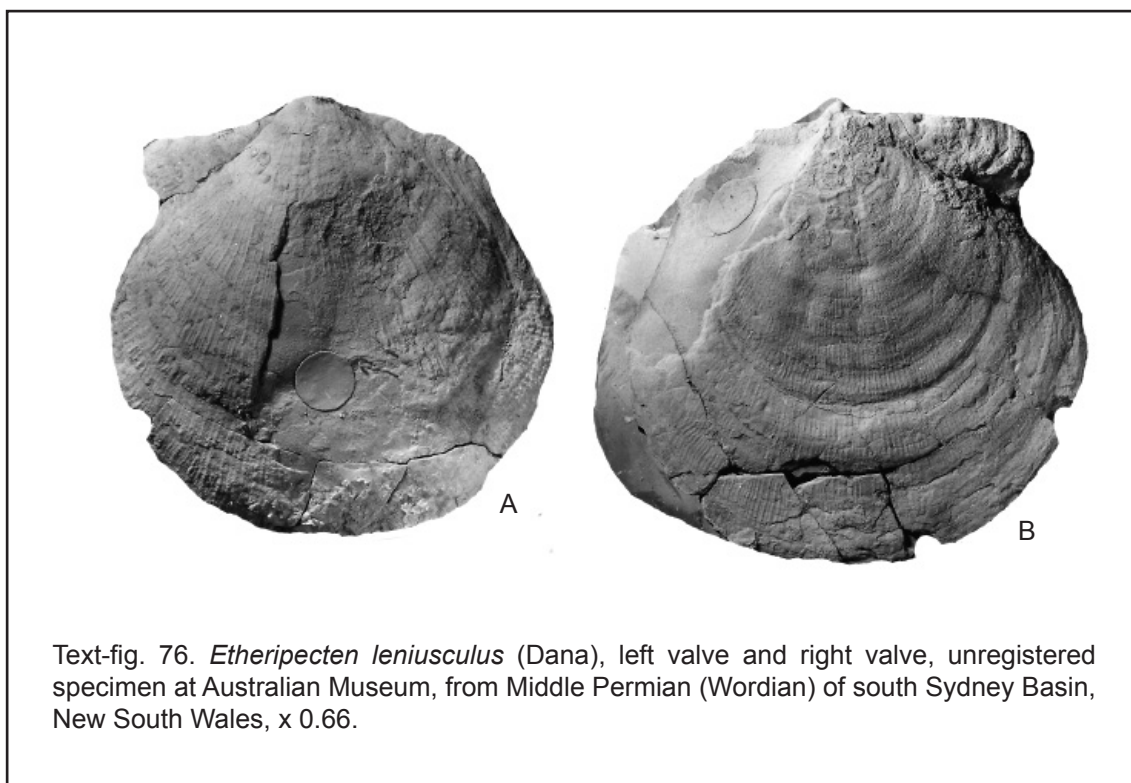 A
B
Text-fig. 76. Etheripecten leniusculus (Dana), left valve and right valve, unregistered
specimen at Australian Museum, from Middle Permian (Wordian) of south Sydney Basin,
New South Wales, x 0.66.